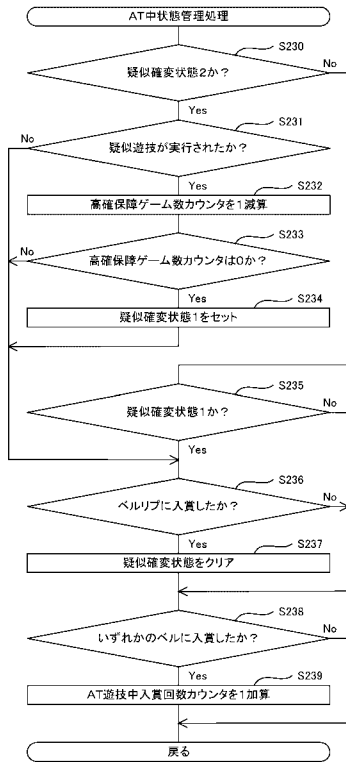 AT中状態管理処理
S230
疑似確変状態2か?
No
Yes
S231
No
疑似遊技が実行されたか?
Yes
S232
高確保障ゲーム数カウンタを1減算
S233
No
高確保障ゲーム数カウンタは0か?
Yes
S234
疑似確変状態1をセット
S235
疑似確変状態1か?
No
Yes
S236
ベルリプに入賞したか?
No
Yes
S237
疑似確変状態をクリア
S238
いずれかのベルに入賞したか?
No
Yes
S239
AT遊技中入賞回数カウンタを1加算
戻る